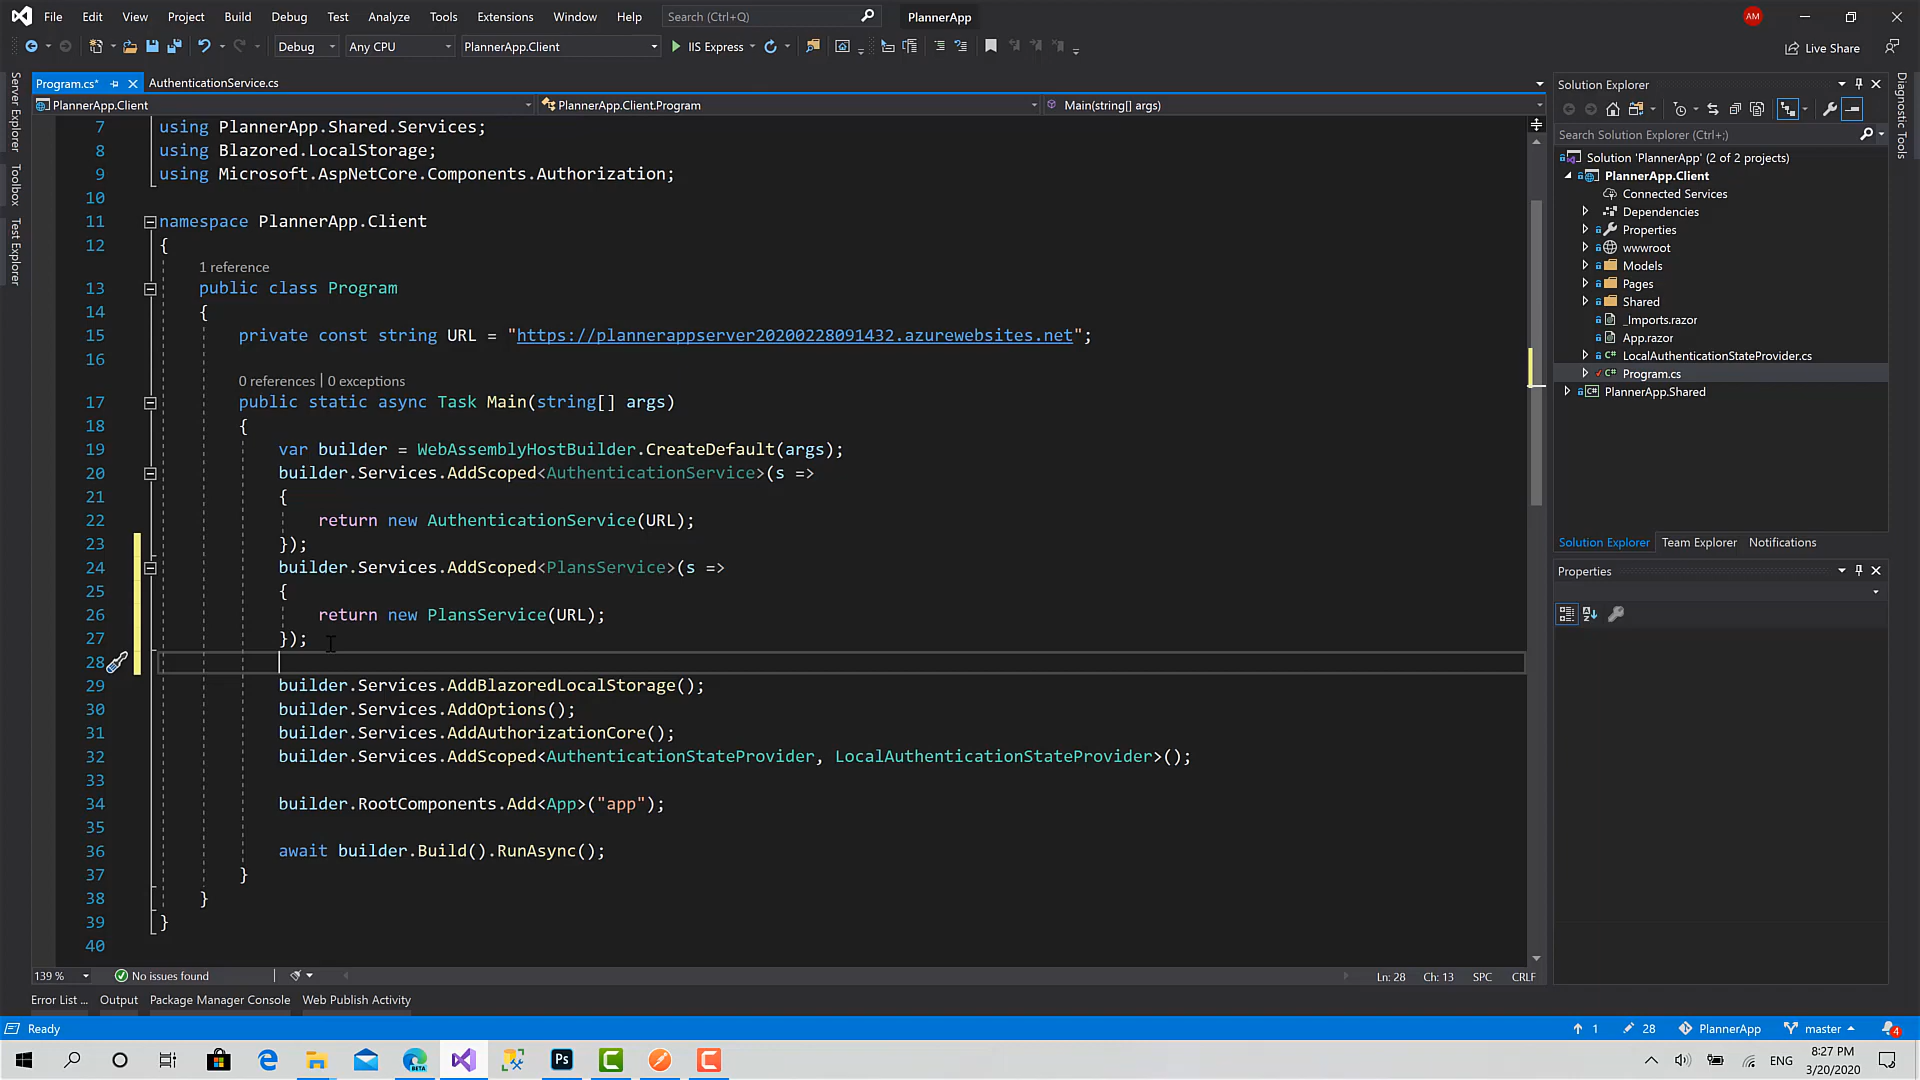 File Edit View Project Build Debug Test Analyze Tools Extensions Window Help Search (Ctrl+Q) PlannerApp AM
Debug Any CPU PlannerApp.Client IIS Express Live Share
Program.cs* AuthenticationService.cs
PlannerApp.Client PlannerApp.Client.Program Main(string[] args)
Server Explorer
Toolbox
Test Explorer
7 using PlannerApp.Shared.Services;
8 using Blazored.LocalStorage;
9 using Microsoft.AspNetCore.Components.Authorization;
10
11 namespace PlannerApp.Client
12 {
1 reference
13 public class Program
14 {
15 private const string URL = "https://plannerappserver20200228091432.azurewebsites.net";
16
0 references | 0 exceptions
17 public static async Task Main(string[] args)
18 {
19 var builder = WebAssemblyHostBuilder.CreateDefault(args);
20 builder.Services.AddScoped<AuthenticationService>(s =>
21 {
22 return new AuthenticationService(URL);
23 });
24 builder.Services.AddScoped<PlansService>(s =>
25 {
26 return new PlansService(URL);
27 });
28
29 builder.Services.AddBlazoredLocalStorage();
30 builder.Services.AddOptions();
31 builder.Services.AddAuthorizationCore();
32 builder.Services.AddScoped<AuthenticationStateProvider, LocalAuthenticationStateProvider>();
33
34 builder.RootComponents.Add<App>("app");
35
36 await builder.Build().RunAsync();
37 }
38 }
39 }
40
139 % No issues found Ln: 28 Ch: 13 SPC CRLF
Error List ... Output Package Manager Console Web Publish Activity
Solution Explorer
Search Solution Explorer (Ctrl+;)
Solution 'PlannerApp' (2 of 2 projects)
PlannerApp.Client
Connected Services
Dependencies
Properties
wwwroot
Models
Pages
Shared
_Imports.razor
App.razor
LocalAuthenticationStateProvider.cs
Program.cs
PlannerApp.Shared
Solution Explorer Team Explorer Notifications
Properties
Diagnostic Tools
Ready 1 28 PlannerApp master 4
BETA Ps ENG 8:27 PM
3/20/2020